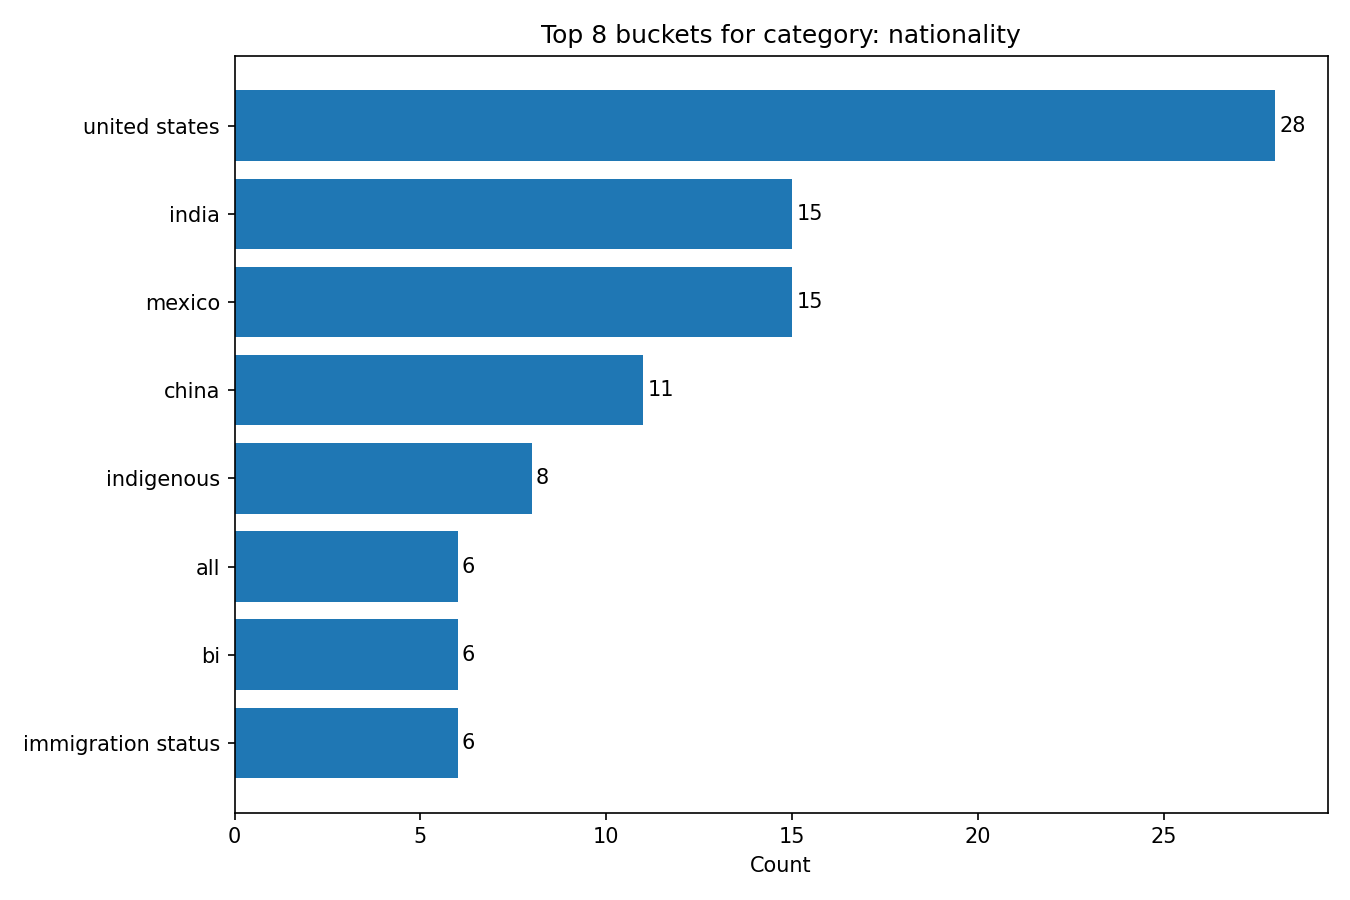 Top 8 buckets for category: nationality
united states 28
india 15
mexico 15
china 11
indigenous 8
all 6
bi 6
immigration status 6
0 5 10 15 20 25
Count